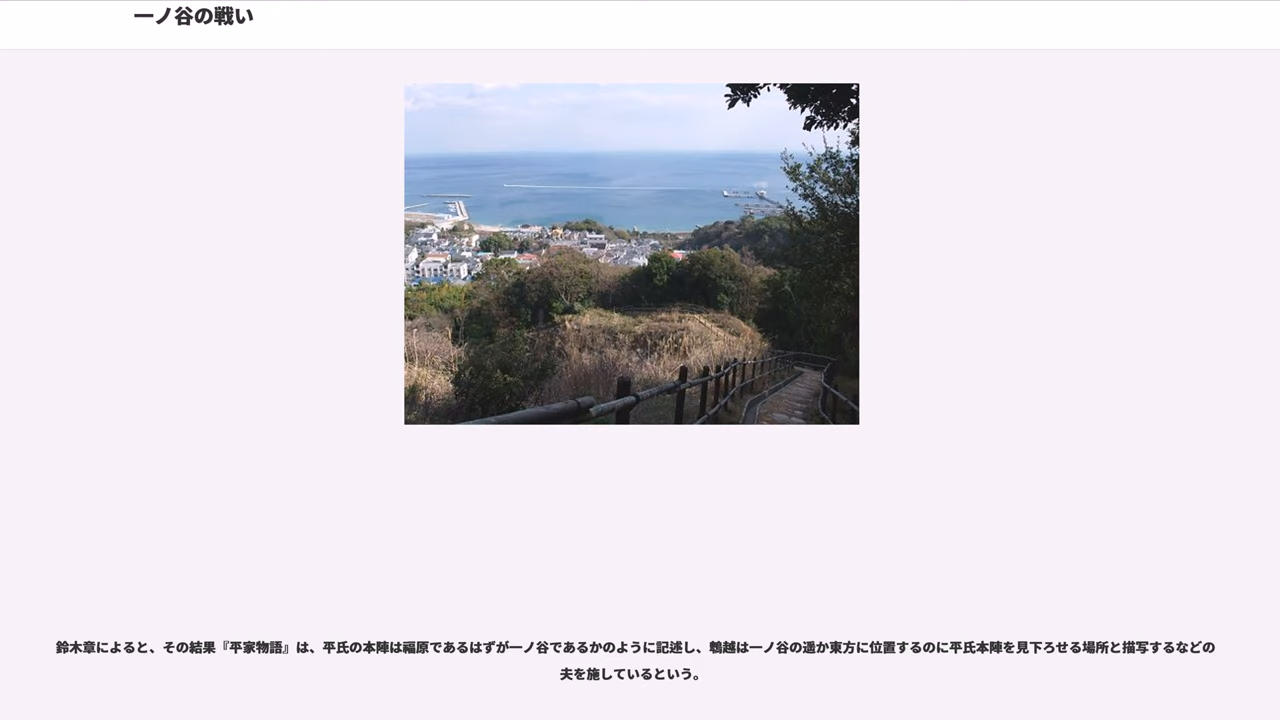 一ノ谷の戦い
鈴木章によると、その結果『平家物語』は、平氏の本陣は福原であるはずが一ノ谷であるかのように記述し、鵯越は一ノ谷の遥か東方に位置するのに平氏本陣を見下ろせる場所と描写するなどの
夫を施しているという。